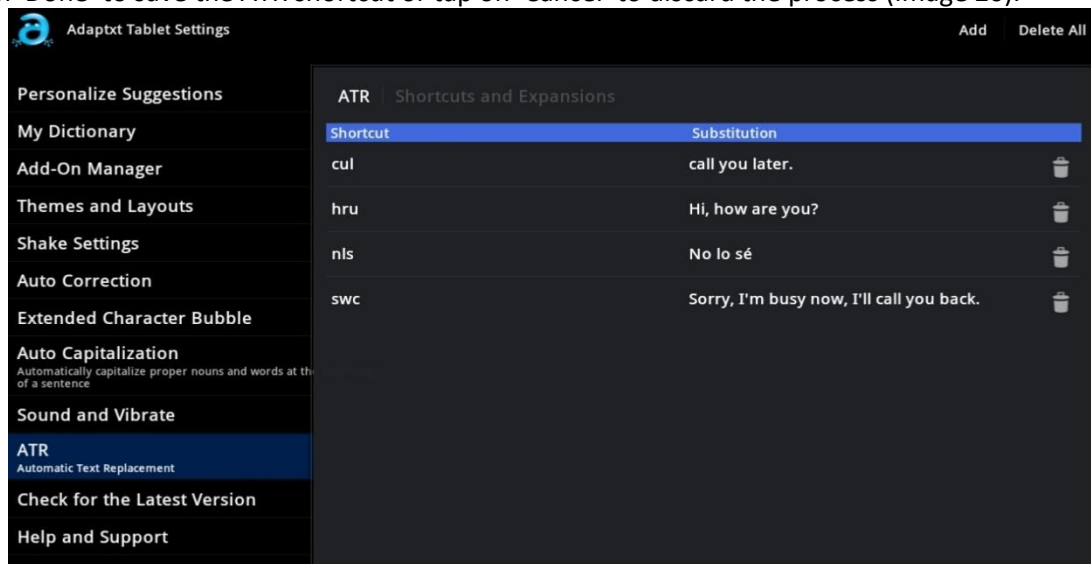 'Done' to save the ATR shortcut or tap on 'Cancel' to discard the process (Image 26).
Adaptxt Tablet Settings
Add
Delete All
Personalize Suggestions
My Dictionary
Add-On Manager
Themes and Layouts
Shake Settings
Auto Correction
Extended Character Bubble
Auto Capitalization
Automatically capitalize proper nouns and words at the
of a sentence
Sound and Vibrate
ATR
Automatic Text Replacement
Check for the Latest Version
Help and Support
ATR Shortcuts and Expansions
Shortcut Substitution
cul call you later.
hru Hi, how are you?
nls No lo sé
swc Sorry, I'm busy now, I'll call you back.